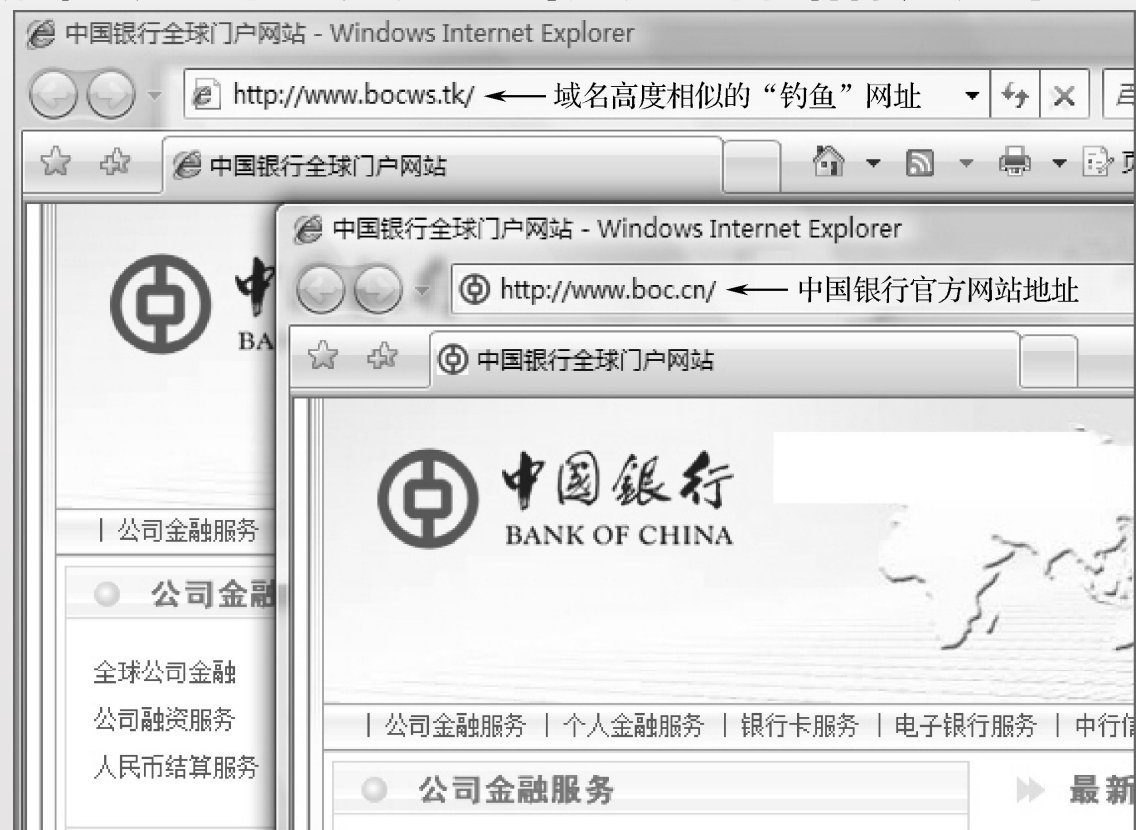 中国银行全球门户网站 - Windows Internet Explorer
http://www.bocws.tk/ 域名高度相似的“钓鱼”网址
中国银行全球门户网站
中
BA
公司金融服务
公司金融
全球公司金融
公司融资服务
人民币结算服务
中国银行全球门户网站 - Windows Internet Explorer
http://www.boc.cn/ 中国银行官方网站地址
中国银行全球门户网站
中国銀行
BANK OF CHINA
| 公司金融服务 | 个人金融服务 | 银行卡服务 | 电子银行服务 | 中行信
公司金融服务
最新